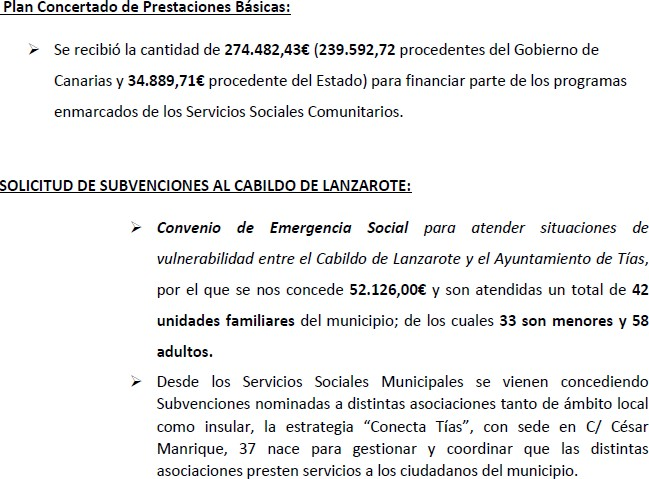 Plan Concertado de Prestaciones Básicas:
➢ Se recibió la cantidad de 274.482,43€ (239.592,72 procedentes del Gobierno de
Canarias y 34.889,71€ procedente del Estado) para financiar parte de los programas
enmarcados de los Servicios Sociales Comunitarios.
SOLICITUD DE SUBVENCIONES AL CABILDO DE LANZAROTE:
➢ Convenio de Emergencia Social para atender situaciones de
vulnerabilidad entre el Cabildo de Lanzarote y el Ayuntamiento de Tías,
por el que se nos concede 52.126,00€ y son atendidas un total de 42
unidades familiares del municipio; de los cuales 33 son menores y 58
adultos.
➢ Desde los Servicios Sociales Municipales se vienen concediendo
Subvenciones nominadas a distintas asociaciones tanto de ámbito local
como insular, la estrategia “Conecta Tías”, con sede en C/ César
Manrique, 37 nace para gestionar y coordinar que las distintas
asociaciones presten servicios a los ciudadanos del municipio.